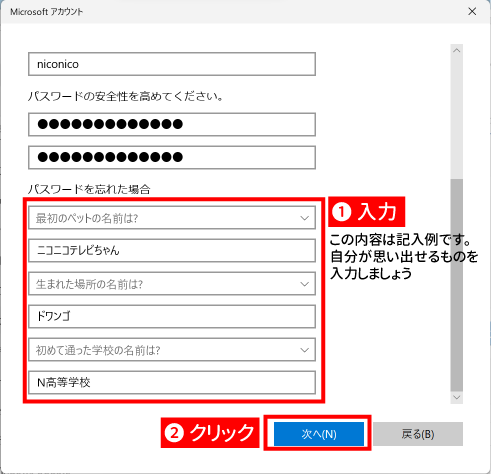 Microsoft アカウント
niconico
パスワードの安全性を高めてください。
●●●●●●●●●●●●●
●●●●●●●●●●●●●
パスワードを忘れた場合
最初のペットの名前は?
1 入力
ニコニコテレビちゃん
この内容は記入例です。
自分が思い出せるものを
入力しましょう
生まれた場所の名前は?
ドワンゴ
初めて通った学校の名前は?
N高等学校
2 クリック
次へ(N)
戻る(B)